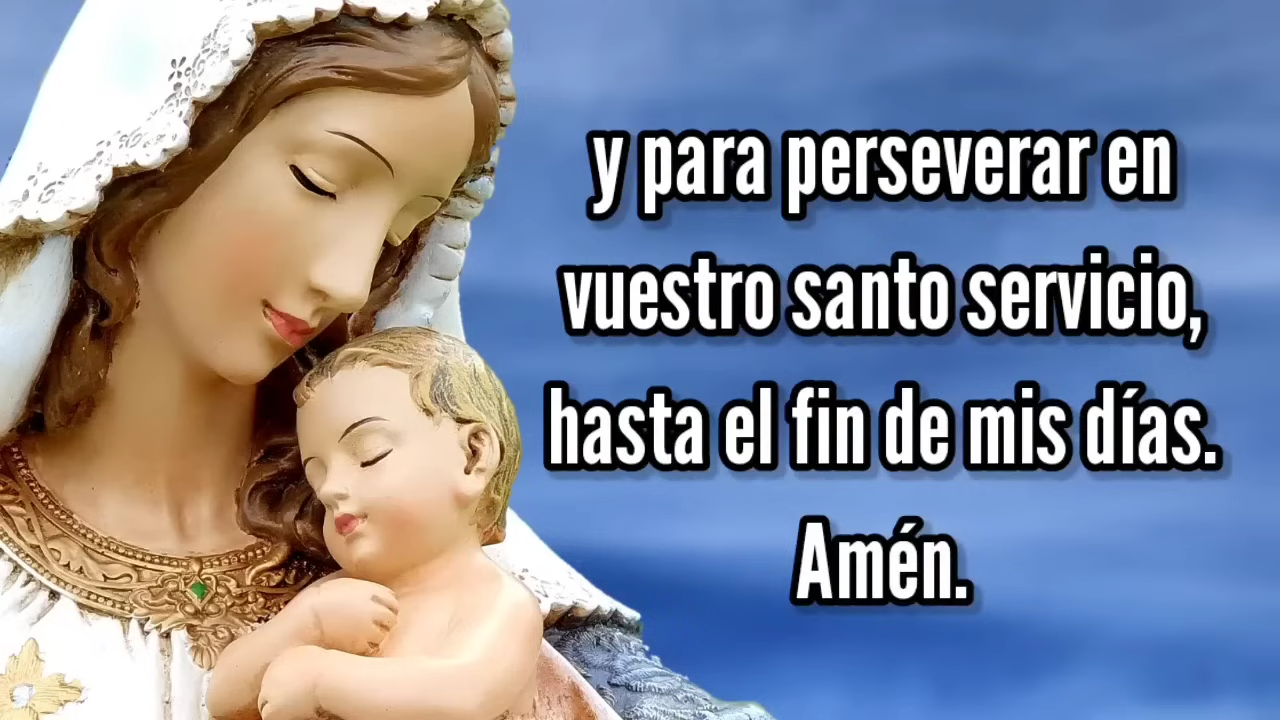 y para perseverar en
vuestro santo servicio,
hasta el fin de mis días.
Amén.